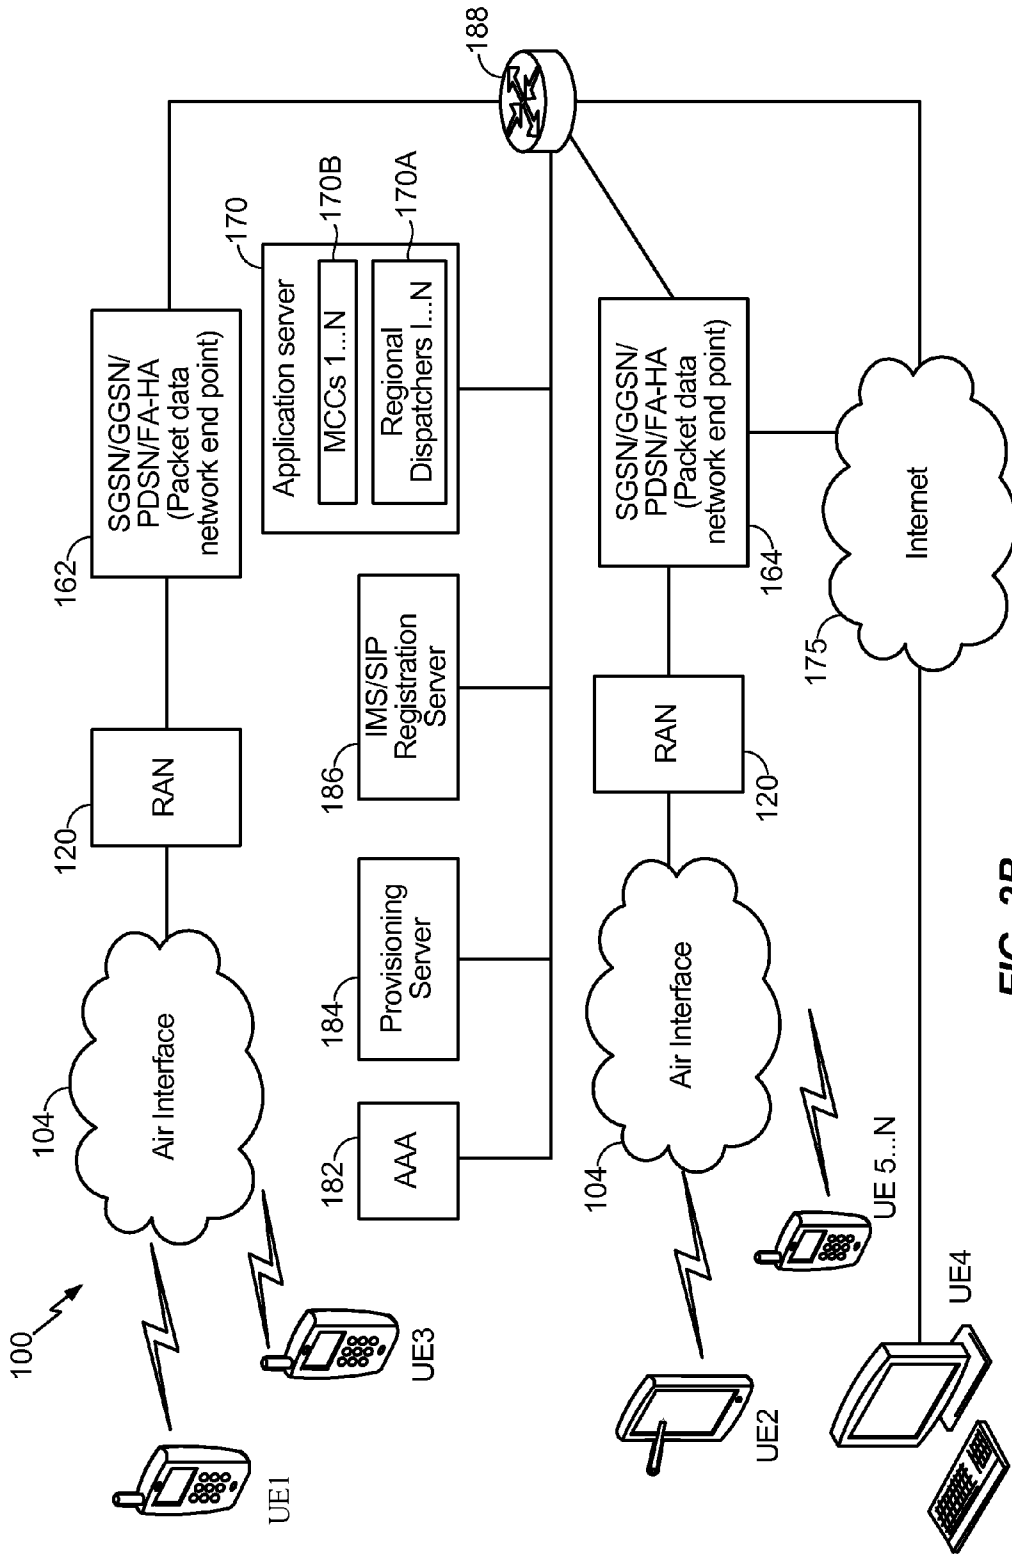 100
UE1
UE3
104
Air Interface
120
RAN
162
SGSN/GGSN/
PDSN/FA-HA
(Packet data
network end point)
182
AAA
184
Provisioning
Server
186
IMS/SIP
Registration
Server
170
Application server
MCCs 1...N
170B
Regional
Dispatchers I...N
170A
188
UE2
UE 5...N
104
Air Interface
120
RAN
164
SGSN/GGSN/
PDSN/FA-HA
(Packet data
network end point)
UE4
175
Internet